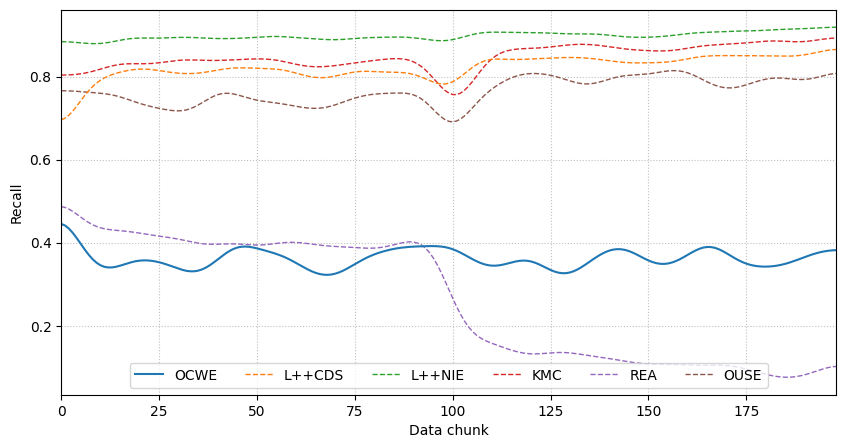 Recall
0.8
0.6
0.4
0.2
OCWE L++CDS L++NIE KMC REA OUSE
0 25 50 75 100 125 150 175
Data chunk